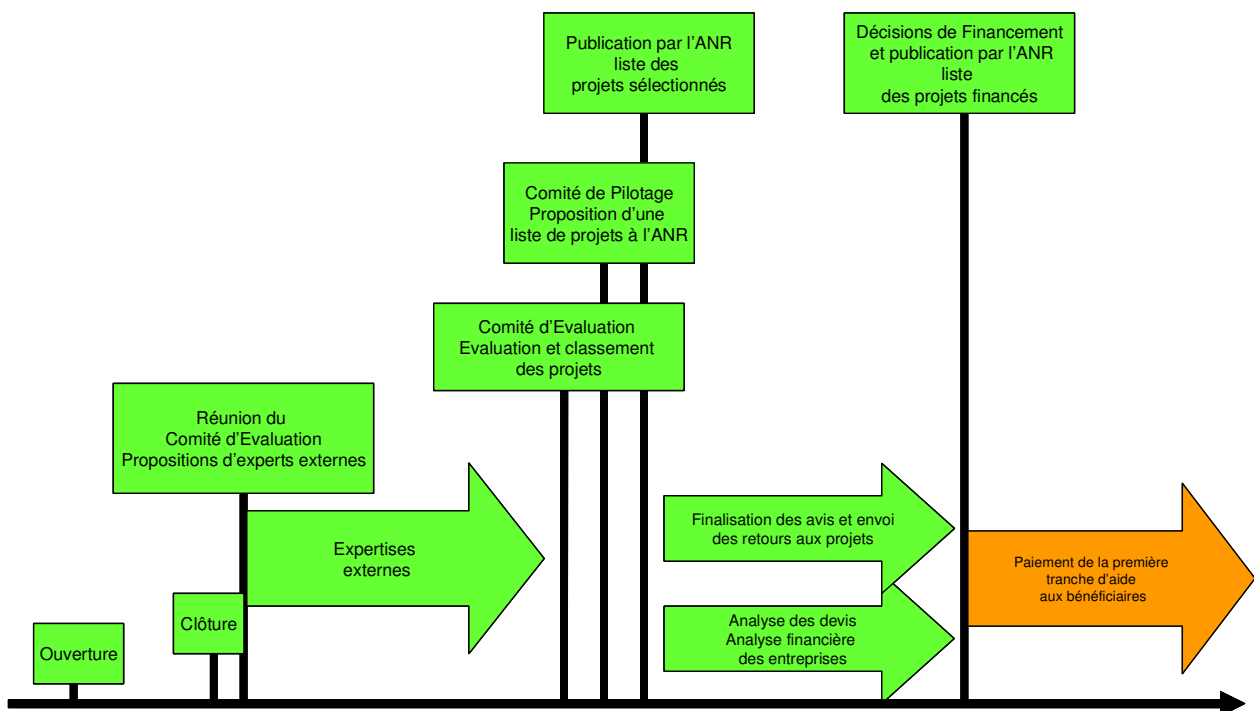 Publication par l'ANR
liste des
projets sélectionnés
Décisions de Financement
et publication par l'ANR
liste
des projets financés
Comité de Pilotage
Proposition d'une
liste de projets à l'ANR
Comité d'Evaluation
Evaluation et classement
des projets
Réunion du
Comité d'Evaluation
Propositions d'experts externes
Expertises
externes
Finalisation des avis et envoi
des retours aux projets
Paiement de la première
tranche d'aide
aux bénéficiaires
Clôture
Analyse des devis
Analyse financière
des entreprises
Ouverture